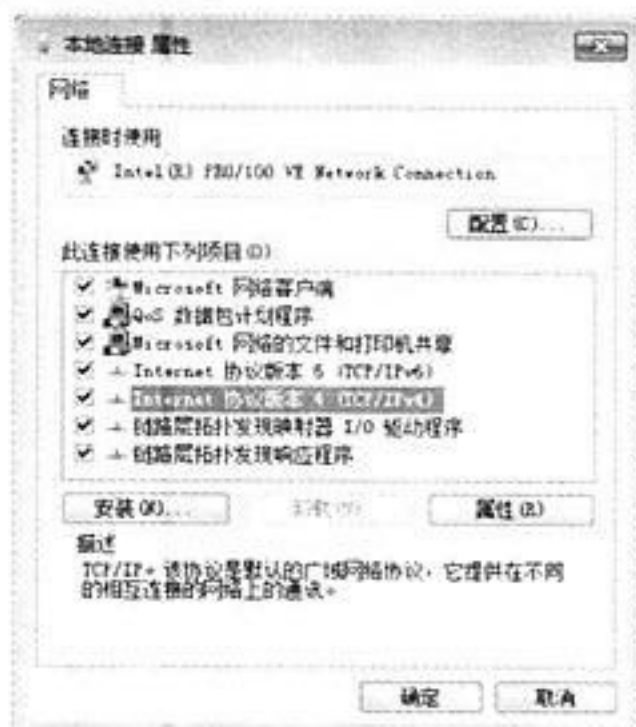 本地连接 属性
网络
连接时使用
Intel(R) PRO/100 VE Network Connection
配置(C)...
此连接使用下列项目(O)
Microsoft 网络客户端
QoS 数据包计划程序
Microsoft 网络的文件和打印机共享
Internet 协议版本 6 (TCP/IPv6)
Internet 协议版本 4 (TCP/IPv4)
链路层拓扑发现映射器 I/O 驱动程序
链路层拓扑发现响应程序
安装(N)...
卸载(U)
属性(R)
描述
TCP/IP。该协议是默认的广域网络协议，它提供在不同
的相互连接的网络上的通讯。
确定
取消